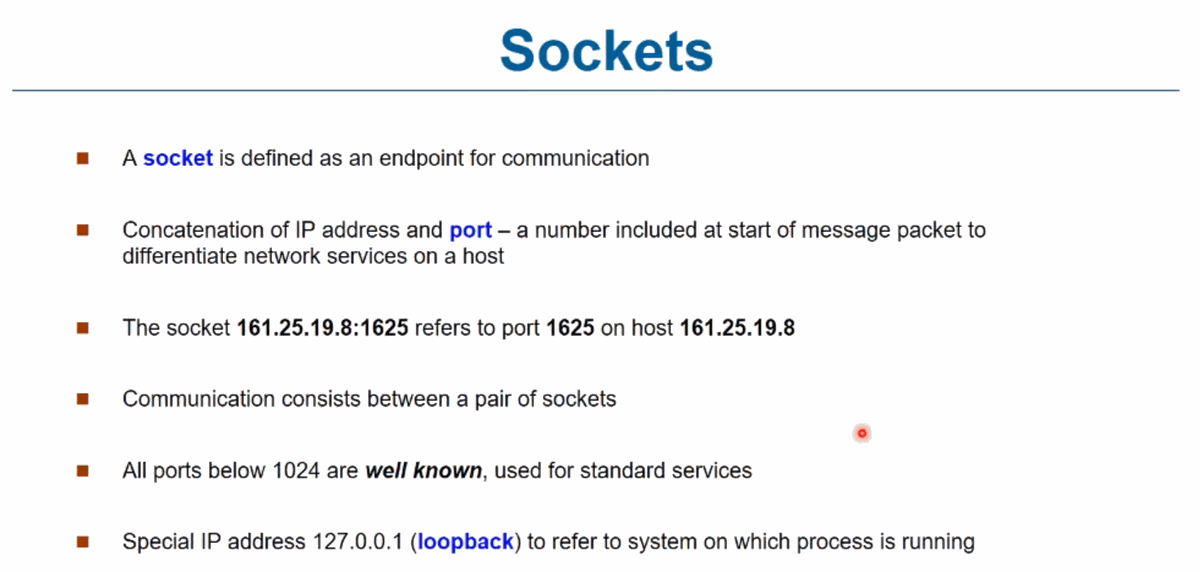 Sockets
A socket is defined as an endpoint for communication
Concatenation of IP address and port – a number included at start of message packet to
differentiate network services on a host
The socket 161.25.19.8:1625 refers to port 1625 on host 161.25.19.8
Communication consists between a pair of sockets
All ports below 1024 are well known, used for standard services
Special IP address 127.0.0.1 (loopback) to refer to system on which process is running